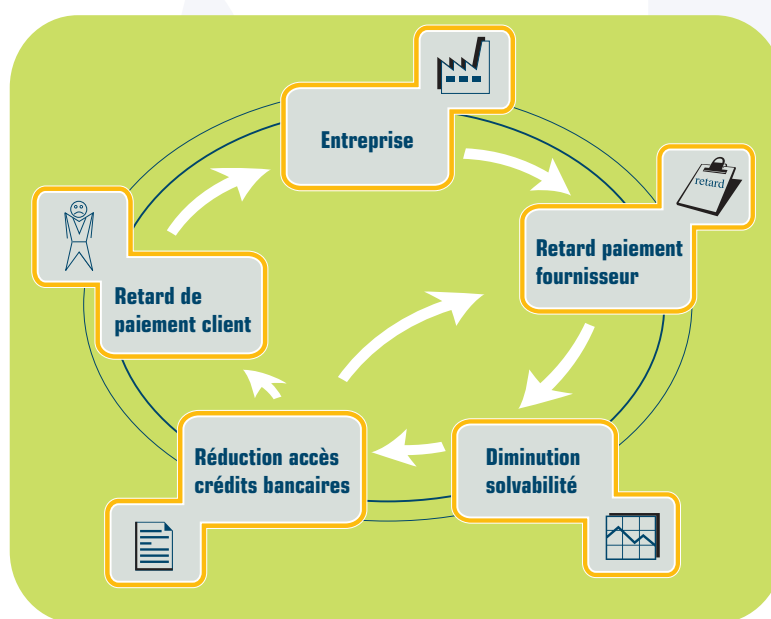 Entreprise
retard
Retard paiement
fournisseur
Retard de
paiement client
Réduction accès
crédits bancaires
Diminution
solvabilité